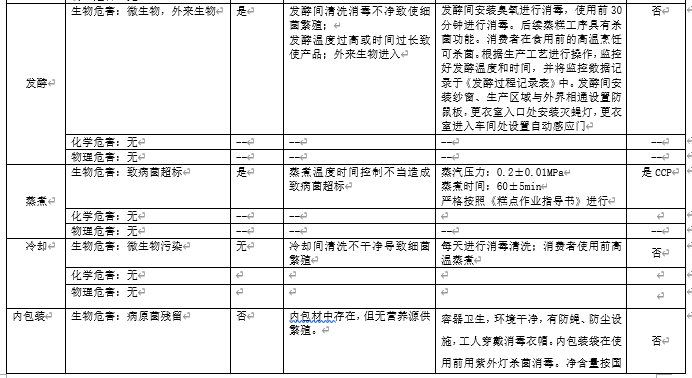 生物危害：微生物，外来生物
是
发酵间清洗消毒不净致使细
菌繁殖；
发酵温度过高或时间过长致
使产品；外来生物进入
发酵间安装臭氧进行消毒，使用前 30
分钟进行消毒。后续蒸糕工序具有杀
菌功能。消费者在食用前的高温烹饪
可杀菌。根据生产工艺进行操作，监控
好发酵温度和时间，并将监控数据记
录于《发酵过程记录表》中。发酵间安
装纱窗、生产区域与外界相通设置防
鼠板，更衣室入口处安装灭蝇灯，更衣
室进入车间处设置自动感应门
否
发酵
化学危害：无
--
--
--
--
物理危害：无
--
--
--
--
蒸煮
生物危害：致病菌超标
是
蒸煮温度时间控制不当造成
致病菌超标
蒸汽压力：0.2±0.01MPa
蒸煮时间：60±5min
严格按照《糕点作业指导书》进行
是 CCP
化学危害：无
--
--
物理危害：无
--
--
--
--
冷却
生物危害：微生物污染
无
冷却间清洗不干净导致细菌
繁殖
每天进行消毒清洗；消费者使用前高
温蒸煮
否
化学危害：无
物理危害：无
内包装
生物危害：病原菌残留
否
内包材中存在，但无营养源供
繁殖。
容器卫生，环境干净，有防蝇、防尘设
施，工人穿戴消毒衣帽。内包装袋在使
用前用紫外灯杀菌消毒。净含量按国
否